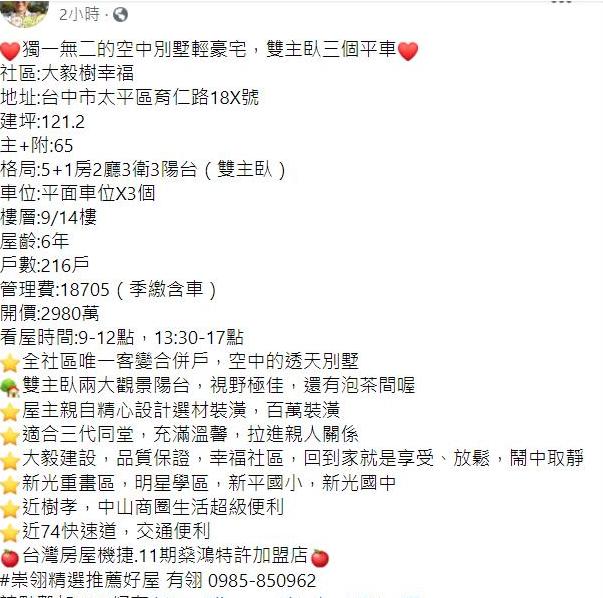 2小時
獨一無二的空中別墅輕豪宅，雙主臥三個平車
社區:大毅樹幸福
地址:台中市太平區育仁路18X號
建坪:121.2
主+附:65
格局:5+1房2廳3衛3陽台（雙主臥）
車位:平面車位X3個
樓層:9/14樓
屋齡:6年
戶數:216戶
管理費:18705（季繳含車）
開價:2980萬
看屋時間:9-12點，13:30-17點
全社區唯一客變合併戶，空中的透天別墅
雙主臥兩大觀景陽台，視野極佳，還有泡茶間喔
屋主親自精心設計選材裝潢，百萬裝潢
適合三代同堂，充滿溫馨，拉進親人關係
大毅建設，品質保證，幸福社區，回到家就是享受、放鬆，鬧中取靜
新光重畫區，明星學區，新平國小，新光國中
近樹孝，中山商圈生活超級便利
近74快速道，交通便利
台灣房屋機捷.11期燊鴻特許加盟店
#崇翎精選推薦好屋 有翎 0985-850962